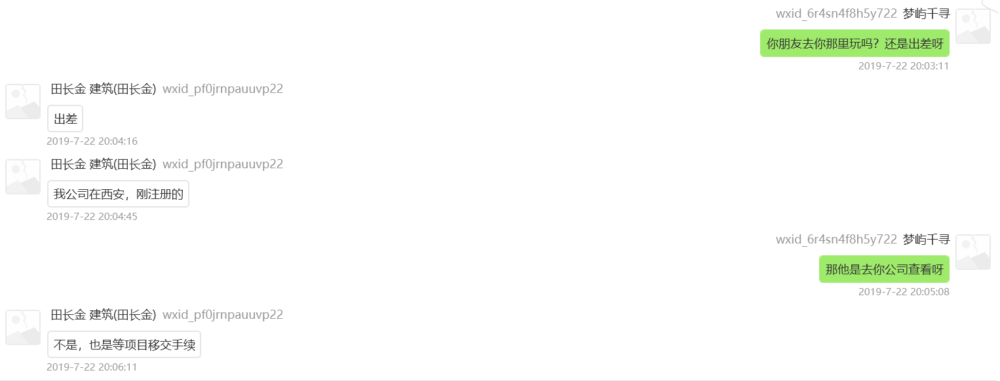 wxid_6r4sn4f8h5y722 梦屿千寻
你朋友去你那里玩吗？还是出差呀
2019-7-22 20:03:11
田长金 建筑(田长金) wxid_pf0jrnpauuvp22
出差
2019-7-22 20:04:16
田长金 建筑(田长金) wxid_pf0jrnpauuvp22
我公司在西安，刚注册的
2019-7-22 20:04:45
wxid_6r4sn4f8h5y722 梦屿千寻
那他是去你公司查看呀
2019-7-22 20:05:08
田长金 建筑(田长金) wxid_pf0jrnpauuvp22
不是，也是等项目移交手续
2019-7-22 20:06:11